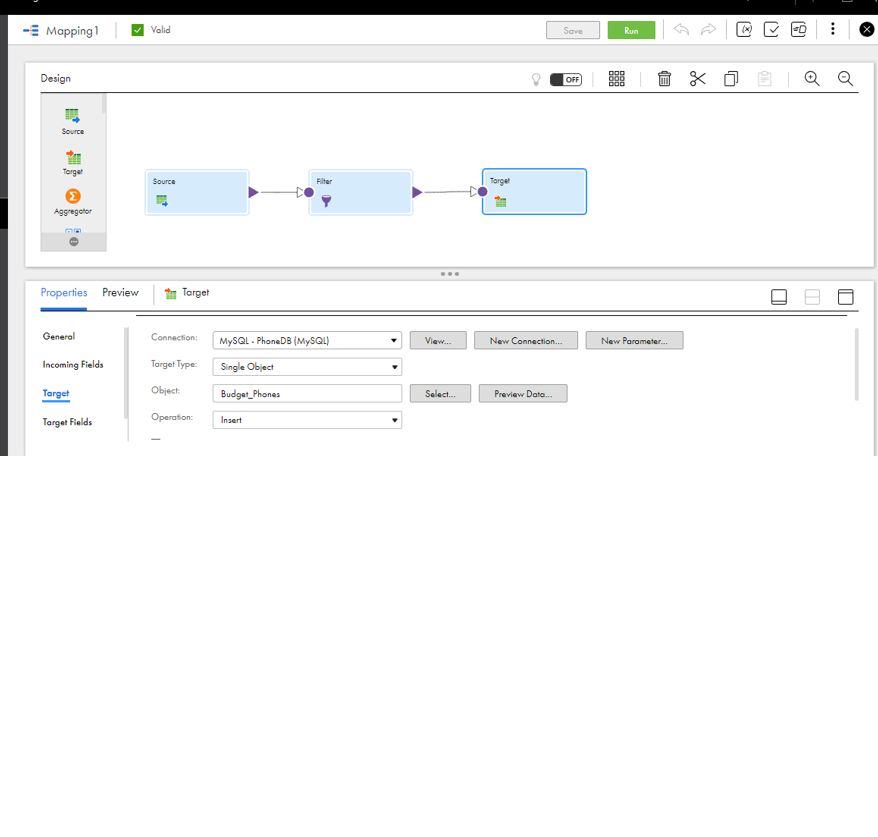 Mapping1
Valid
Save
Run
Design
OFF
Source
Target
Aggregator
Source
Filter
Target
Properties
Preview
Target
General
Incoming Fields
Target
Target Fields
Connection: MySQL - PhoneDB (MySQL) View... New Connection... New Parameter...
Target Type: Single Object
Object: Budget_Phones Select... Preview Data...
Operation: Insert